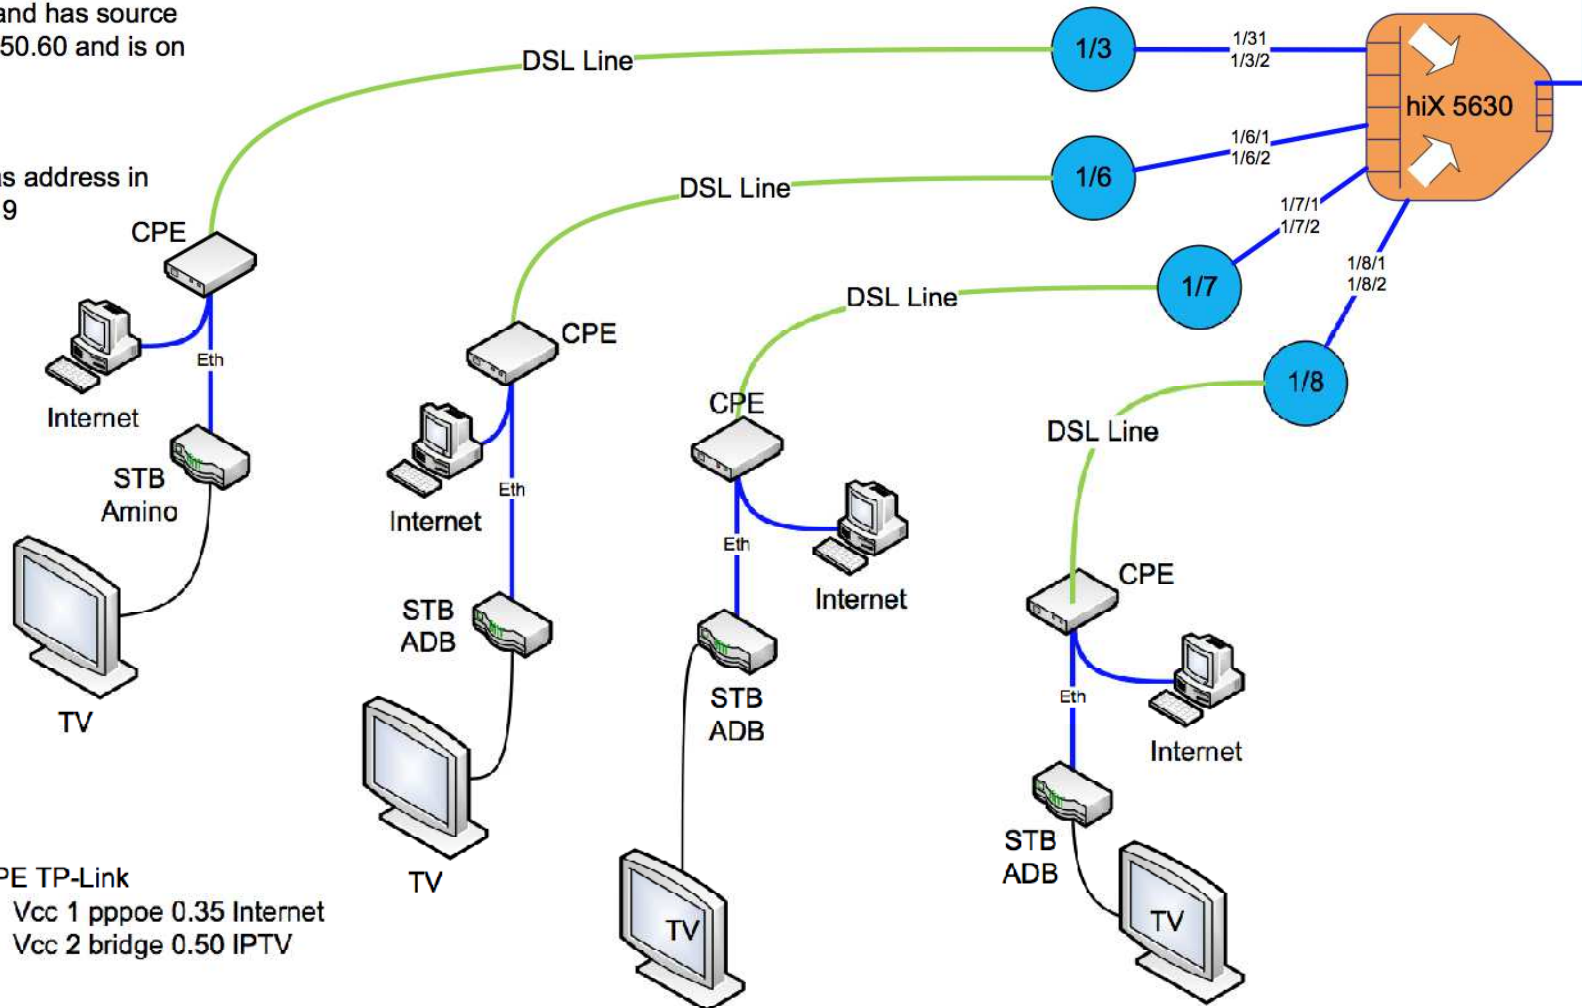 and has source
50.60 and is on
as address in
9
DSL Line
1/3
1/31
1/3/2
hiX 5630
DSL Line
1/6
1/6/1
1/6/2
DSL Line
1/7
1/7/1
1/7/2
DSL Line
1/8
1/8/1
1/8/2
CPE
Internet
Eth
STB
Amino
TV
CPE
Internet
Eth
STB
ADB
TV
CPE
Eth
Internet
STB
ADB
TV
CPE
Eth
Internet
STB
ADB
TV
PE TP-Link
Vcc 1 pppoe 0.35 Internet
Vcc 2 bridge 0.50 IPTV